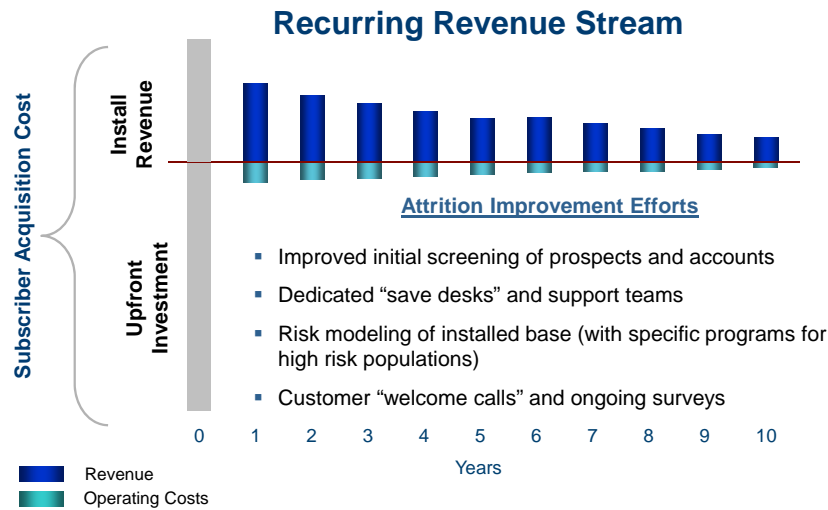 Recurring Revenue Stream
Subscriber Acquisition Cost
Install
Revenue
Upfront
Investment
Attrition Improvement Efforts
▪ Improved initial screening of prospects and accounts
▪ Dedicated “save desks” and support teams
▪ Risk modeling of installed base (with specific programs for
high risk populations)
▪ Customer “welcome calls” and ongoing surveys
0 1 2 3 4 5 6 7 8 9 10
Years
Revenue
Operating Costs